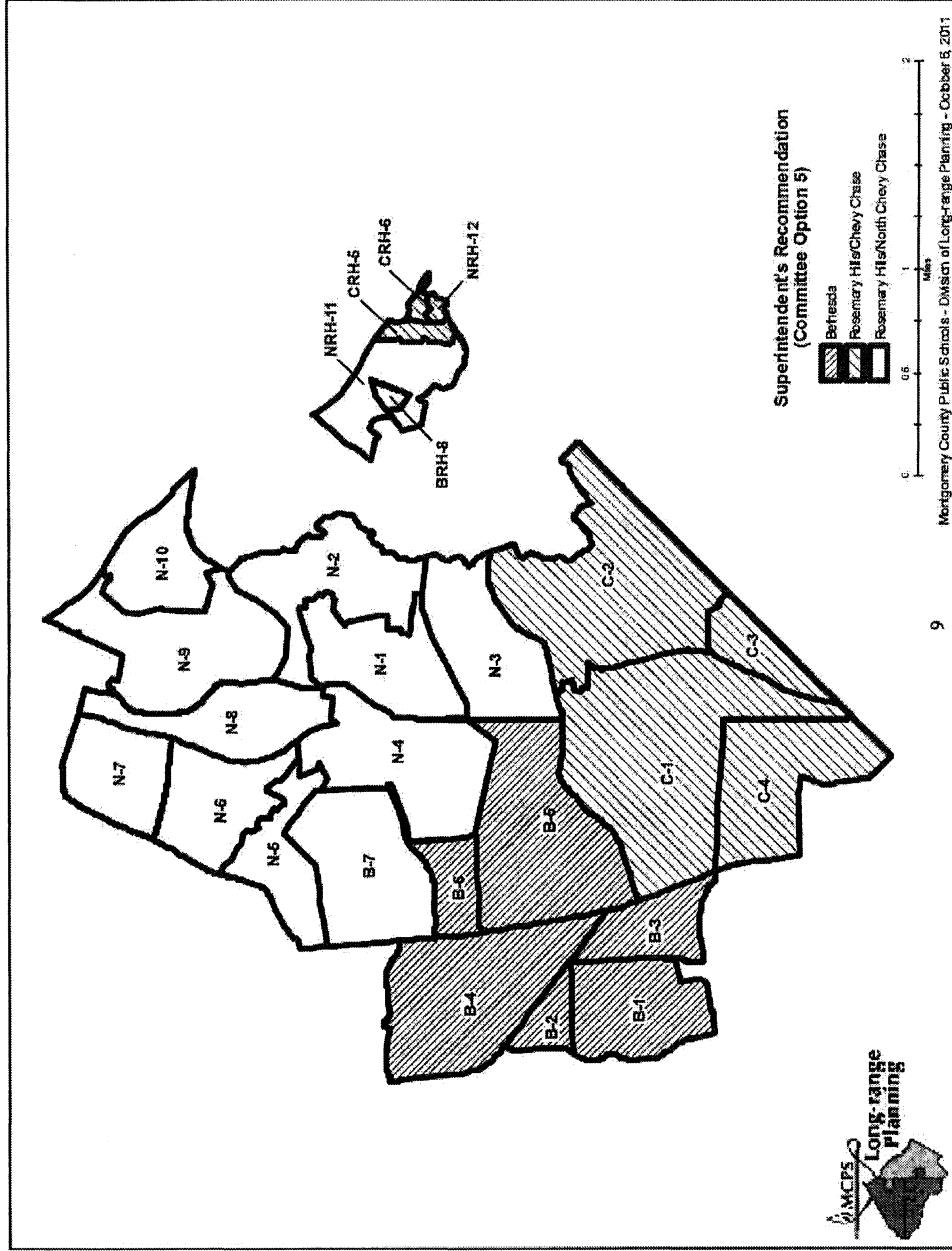 N-10
N-9
N-2
N-7
N-8
N-1
N-3
N-6
N-4
N-5
B-7
B-6
B-5
C-2
C-1
C-3
C-4
B-4
B-3
B-2
B-1
NRH-11
CRH-5
CRH-6
NRH-12
BRH-8
Superintendent's Recommendation
(Committee Option 5)
Bethesda
Rosemary Hills/Chevy Chase
Rosemary Hills/North Chevy Chase
0 0.5 1 2
Miles
MCPS
Long-range
Planning
9
Montgomery County Public Schools - Division of Long-range Planning - October 5, 2011